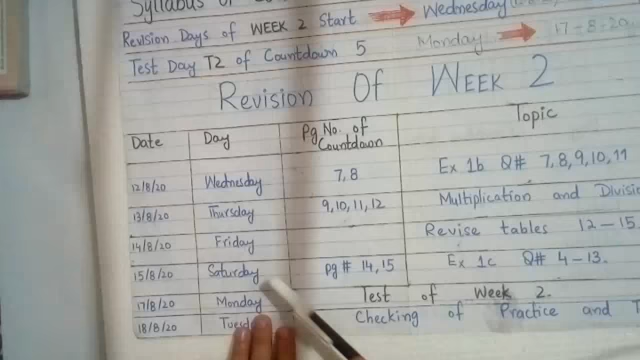 Syllabus Of
Revision Days of WEEK 2 Start → Wednesday
Test Day T2 of Countdown 5 Monday → 17-8-20
REVISION OF WEEK 2
Date Day Pg No. of Countdown Topic
12/8/20 Wednesday 7,8 Ex 1b Q# 7,8,9,10,11
13/8/20 Thursday 9,10,11,12 Multiplication and
14/8/20 Friday Revise tables 12-15.
15/8/20 Saturday Pg # 14,15 Ex 1c Q# 4-13.
17/8/20 Monday Test of Week 2.
18/8/20 Checking of Practice and